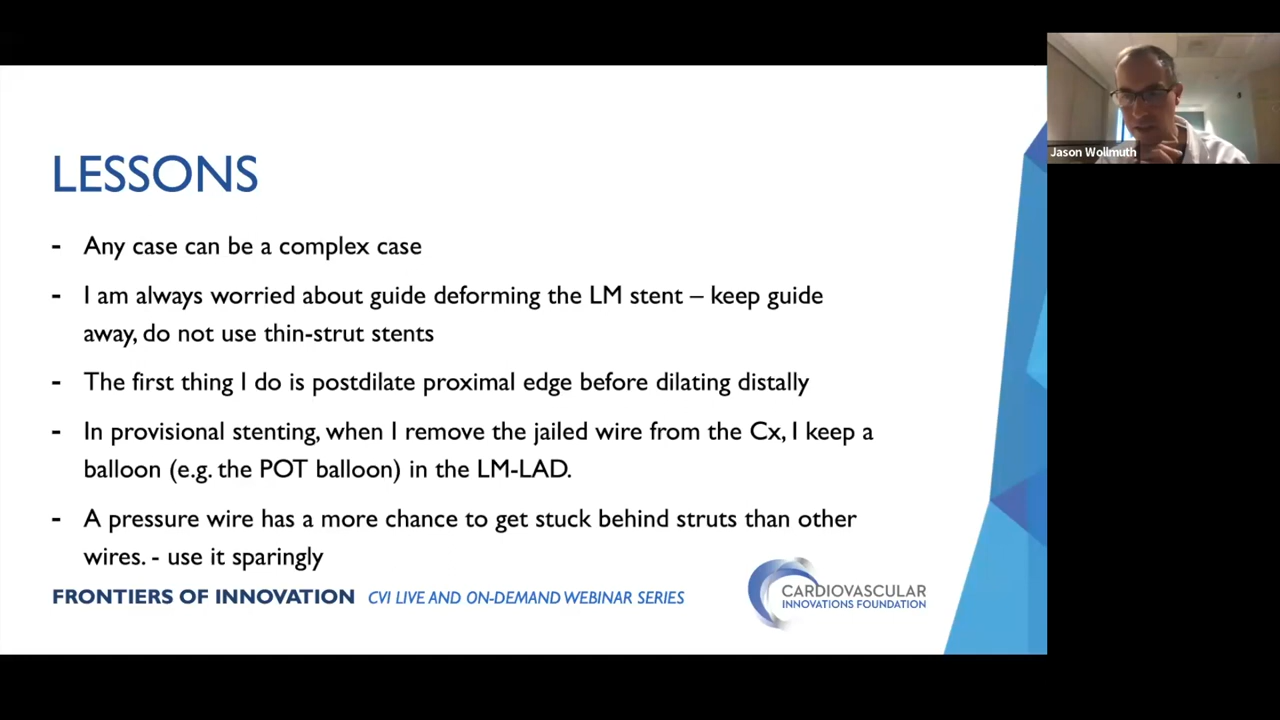 Jason Wollmuth
LESSONS
- Any case can be a complex case
- I am always worried about guide deforming the LM stent – keep guide
away, do not use thin-strut stents
- The first thing I do is postdilate proximal edge before dilating distally
- In provisional stenting, when I remove the jailed wire from the Cx, I keep a
balloon (e.g. the POT balloon) in the LM-LAD.
- A pressure wire has a more chance to get stuck behind struts than other
wires. - use it sparingly
FRONTIERS OF INNOVATION CVI LIVE AND ON-DEMAND WEBINAR SERIES
CARDIOVASCULAR
INNOVATIONS FOUNDATION